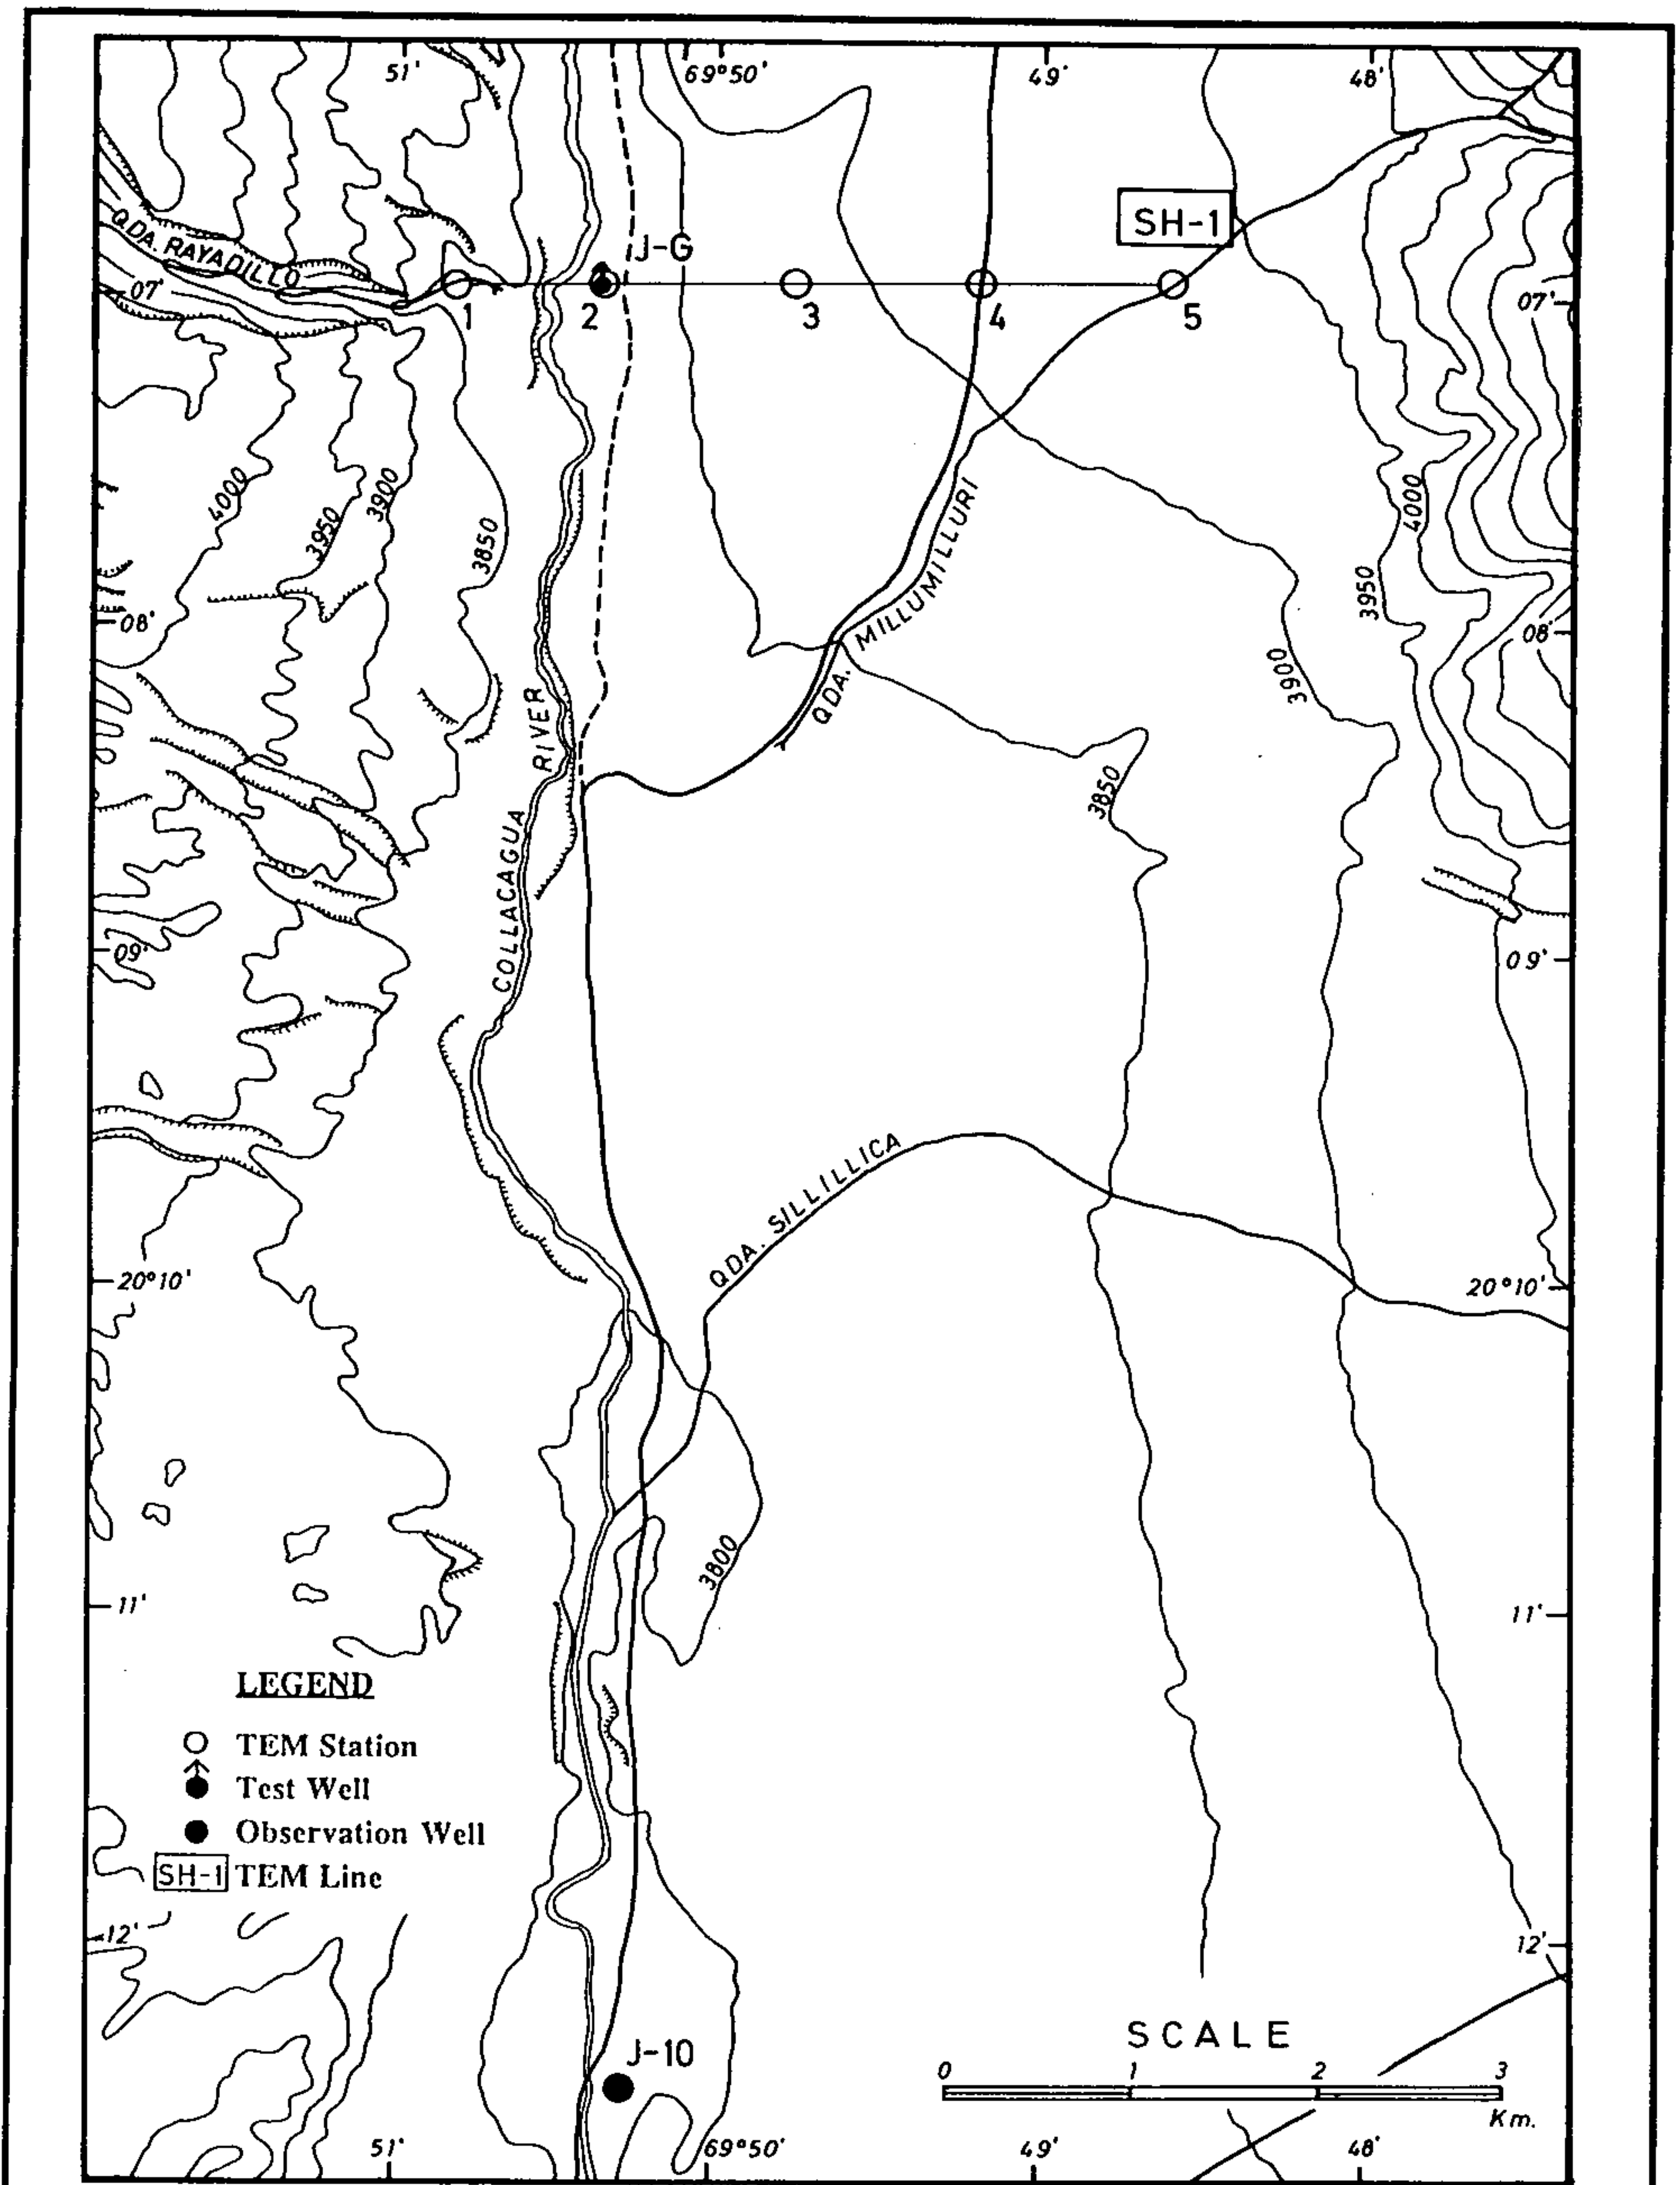 51'
69°50'
49'
48'
SH-1
QDA. RAYADILLO
J-G
07'
07'
1
2
3
4
5
4000
3950
3900
3850
4000
3950
3900
QDA. MILLUMILLURI
08'
08'
COLLACAGUA RIVER
3850
09'
09'
QDA. SILLILLICA
20°10'
20°10'
3800
11'
11'
LEGEND
TEM Station
Test Well
Observation Well
SH-1 TEM Line
12'
12'
J-10
SCALE
0 1 2 3
Km.
51'
69°50'
49'
48'